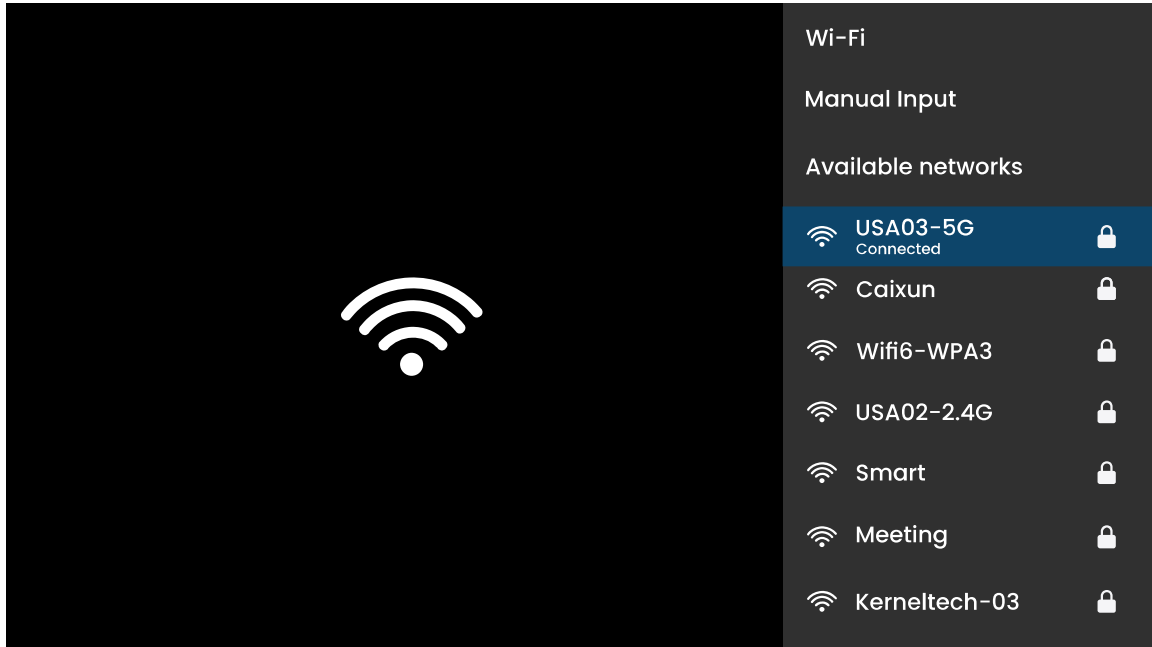 Wi-Fi
Manual Input
Available networks
USA03-5G
Connected
Caixun
Wifi6-WPA3
USA02-2.4G
Smart
Meeting
Kerneltech-03